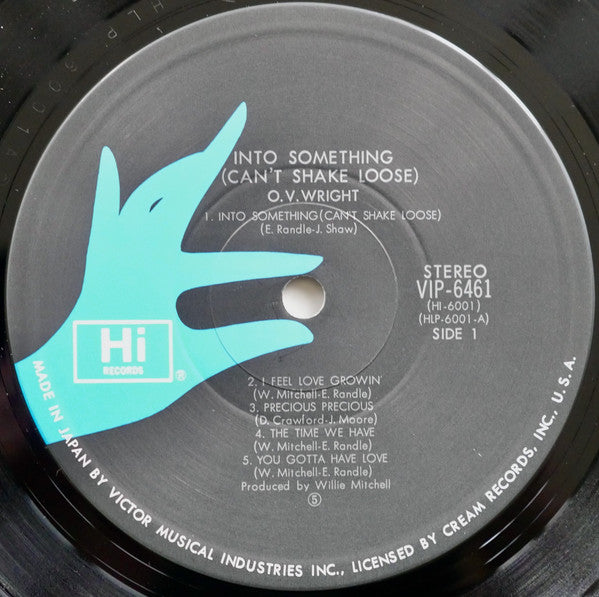 INTO SOMETHING
(CAN'T SHAKE LOOSE)
O.V. WRIGHT
1. INTO SOMETHING (CAN'T SHAKE LOOSE)
(E. Randle-J. Shaw)
STEREO
VIP-6461
(HI-6001)
(HLP-6001-A)
SIDE 1
Hi
RECORDS
®
2. I FEEL LOVE GROWIN'
(W. Mitchell-E. Randle)
3. PRECIOUS PRECIOUS
(D. Crawford-J. Moore)
4. THE TIME WE HAVE
(W. Mitchell-E. Randle)
5. YOU GOTTA HAVE LOVE
(W. Mitchell-E. Randle)
Produced by Willie Mitchell
⑤
MADE IN JAPAN BY VICTOR MUSICAL INDUSTRIES INC., LICENSED BY CREAM RECORDS, INC., U.S.A.